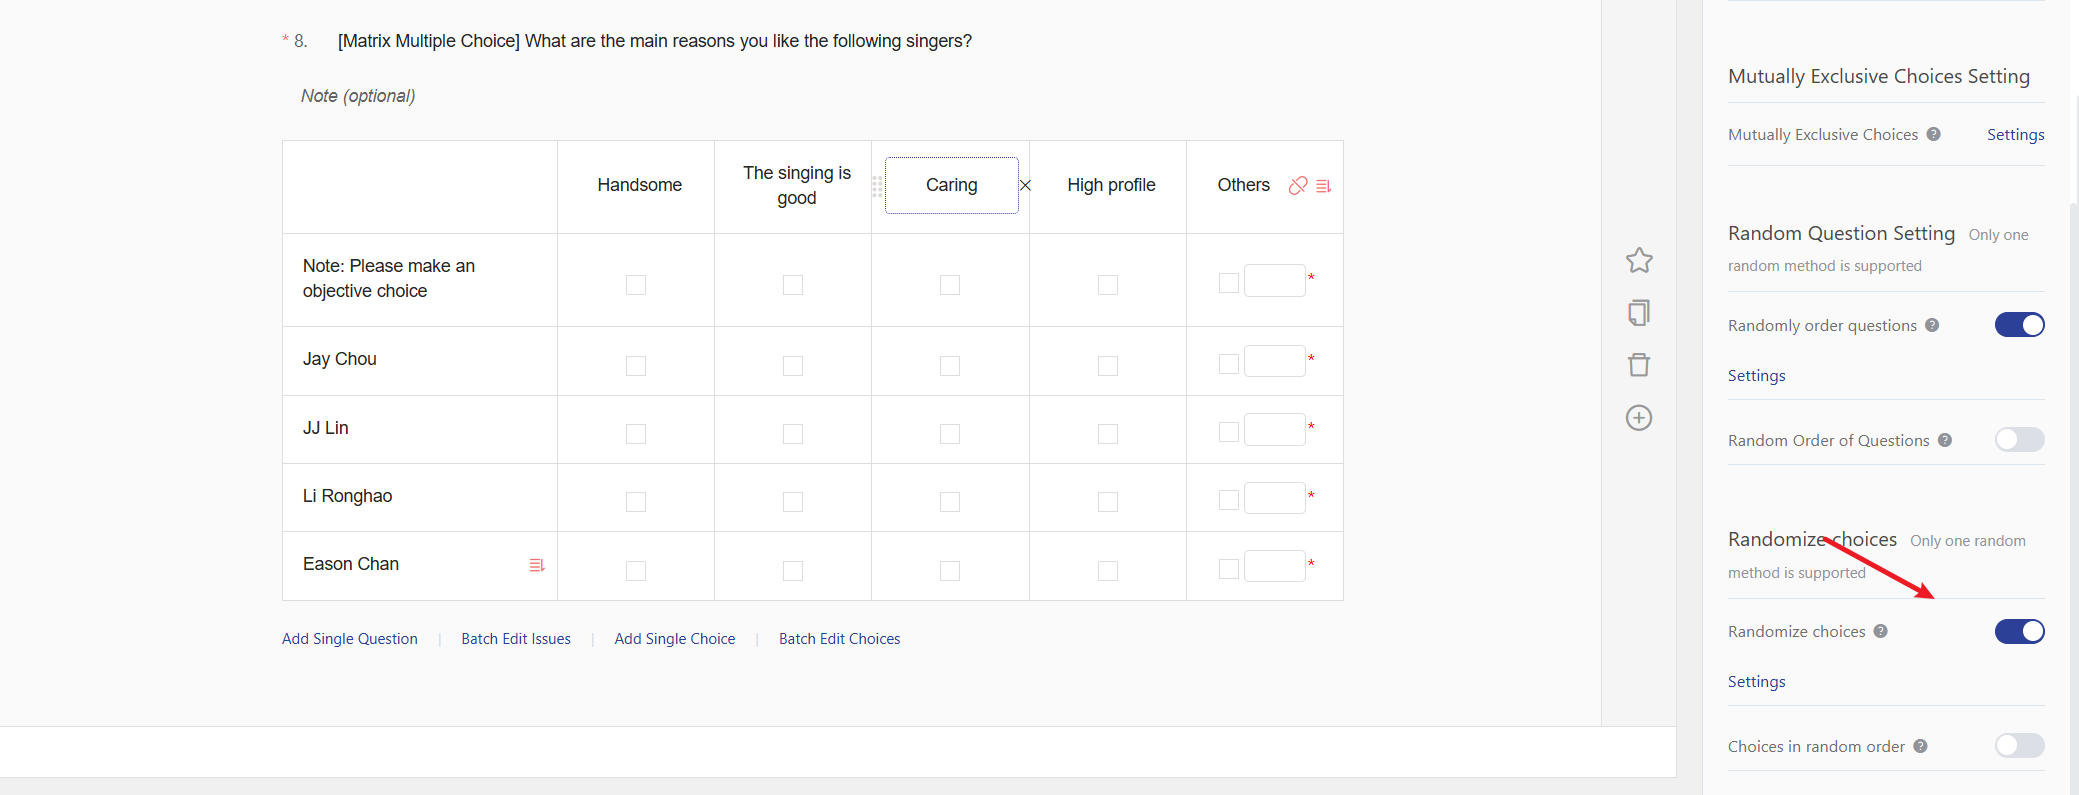 * 8. [Matrix Multiple Choice] What are the main reasons you like the following singers?
Note (optional)
Handsome
The singing is
good
Caring
High profile
Others
Note: Please make an
objective choice
*
Jay Chou
*
JJ Lin
*
Li Ronghao
*
Eason Chan
*
Add Single Question | Batch Edit Issues | Add Single Choice | Batch Edit Choices
Mutually Exclusive Choices Setting
Mutually Exclusive Choices ? Settings
Random Question Setting Only one
random method is supported
Randomly order questions ?
Settings
Random Order of Questions ?
Randomize choices Only one random
method is supported
Randomize choices ?
Settings
Choices in random order ?